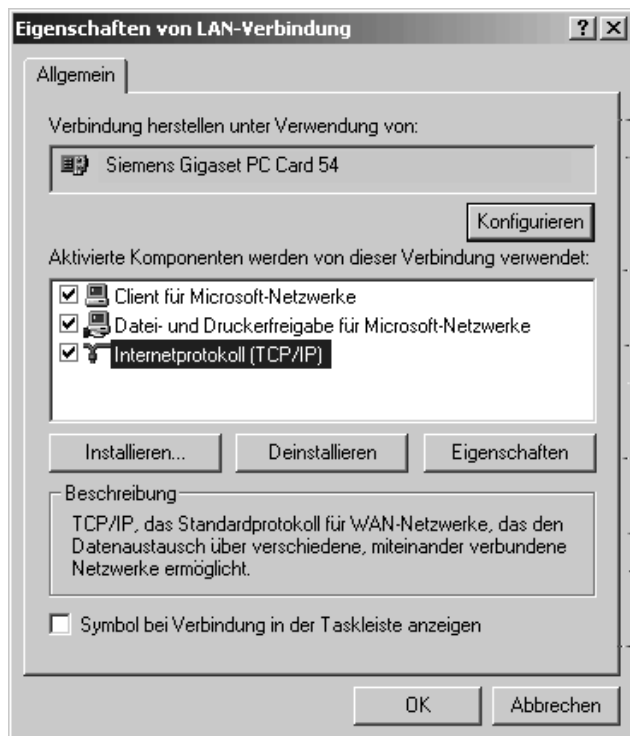 Eigenschaften von LAN-Verbindung
Allgemein
Verbindung herstellen unter Verwendung von:
Siemens Gigaset PC Card 54
Konfigurieren
Aktivierte Komponenten werden von dieser Verbindung verwendet:
Client für Microsoft-Netzwerke
Datei- und Druckerfreigabe für Microsoft-Netzwerke
Internetprotokoll (TCP/IP)
Installieren... Deinstallieren Eigenschaften
Beschreibung
TCP/IP, das Standardprotokoll für WAN-Netzwerke, das den
Datenaustausch über verschiedene, miteinander verbundene
Netzwerke ermöglicht.
Symbol bei Verbindung in der Taskleiste anzeigen
OK Abbrechen